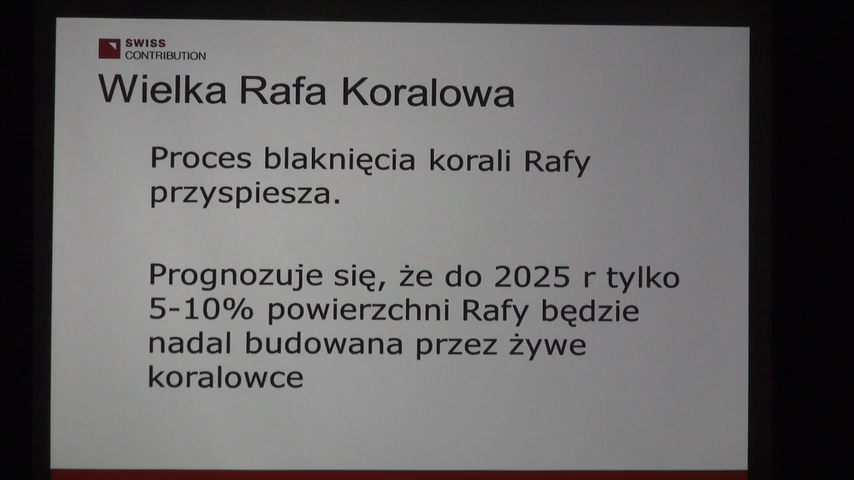 SWISS
CONTRIBUTION
Wielka Rafa Koralowa
Proces blaknięcia korali Rafy
przyspiesza.
Prognozuje się, że do 2025 r tylko
5-10% powierzchni Rafy będzie
nadal budowana przez żywe
koralowce